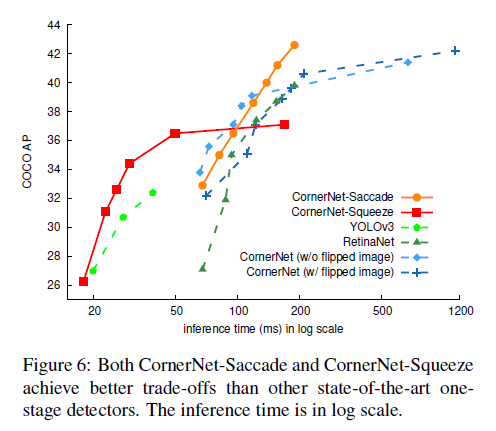 44
42
40
38
36
34
32
30
28
26
COCO AP
CornerNet-Saccade
CornerNet-Squeeze
YOLOv3
RetinaNet
CornerNet (w/o flipped image)
CornerNet (w/ flipped image)
20 50 100 200 500 1200
inference time (ms) in log scale
Figure 6: Both CornerNet-Saccade and CornerNet-Squeeze
achieve better trade-offs than other state-of-the-art one-
stage detectors. The inference time is in log scale.